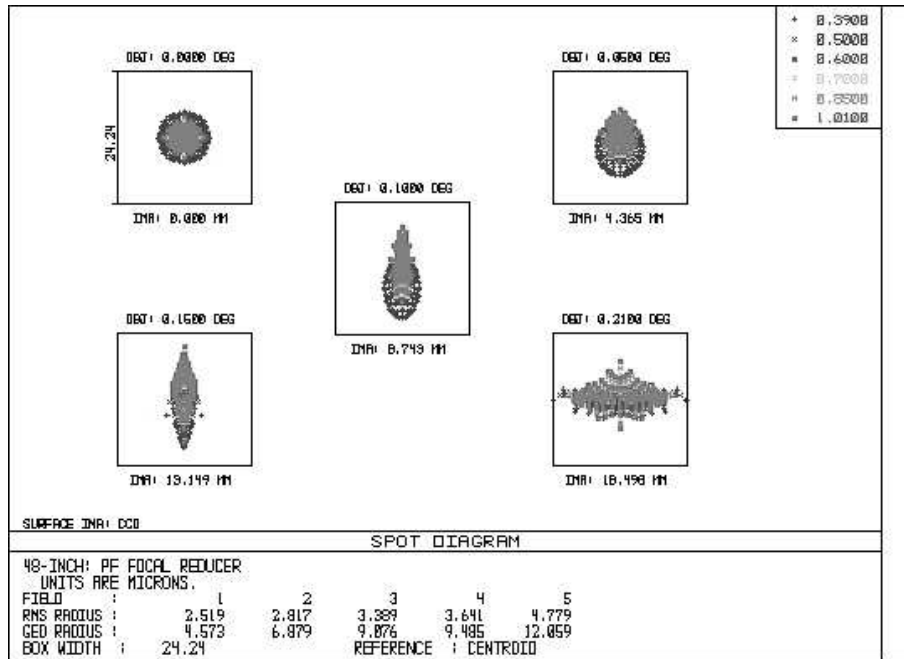 0.3900
0.5000
0.6000
0.7000
0.8500
1.0100
OBJ: 0.0000 DEG
OBJ: 0.0500 DEG
24.24
OBJ: 0.1000 DEG
IMA: 0.000 MM
IMA: 4.365 MM
OBJ: 0.1500 DEG
OBJ: 0.2100 DEG
IMA: 8.743 MM
IMA: 13.149 MM
IMA: 18.498 MM
SURFACE IMA: CCD
SPOT DIAGRAM
48-INCH: PF FOCAL REDUCER
UNITS ARE MICRONS.
FIELD : 1 2 3 4 5
RMS RADIUS : 2.519 2.817 3.389 3.641 4.779
GEO RADIUS : 4.573 6.879 9.076 9.485 12.059
BOX WIDTH : 24.24 REFERENCE : CENTROID